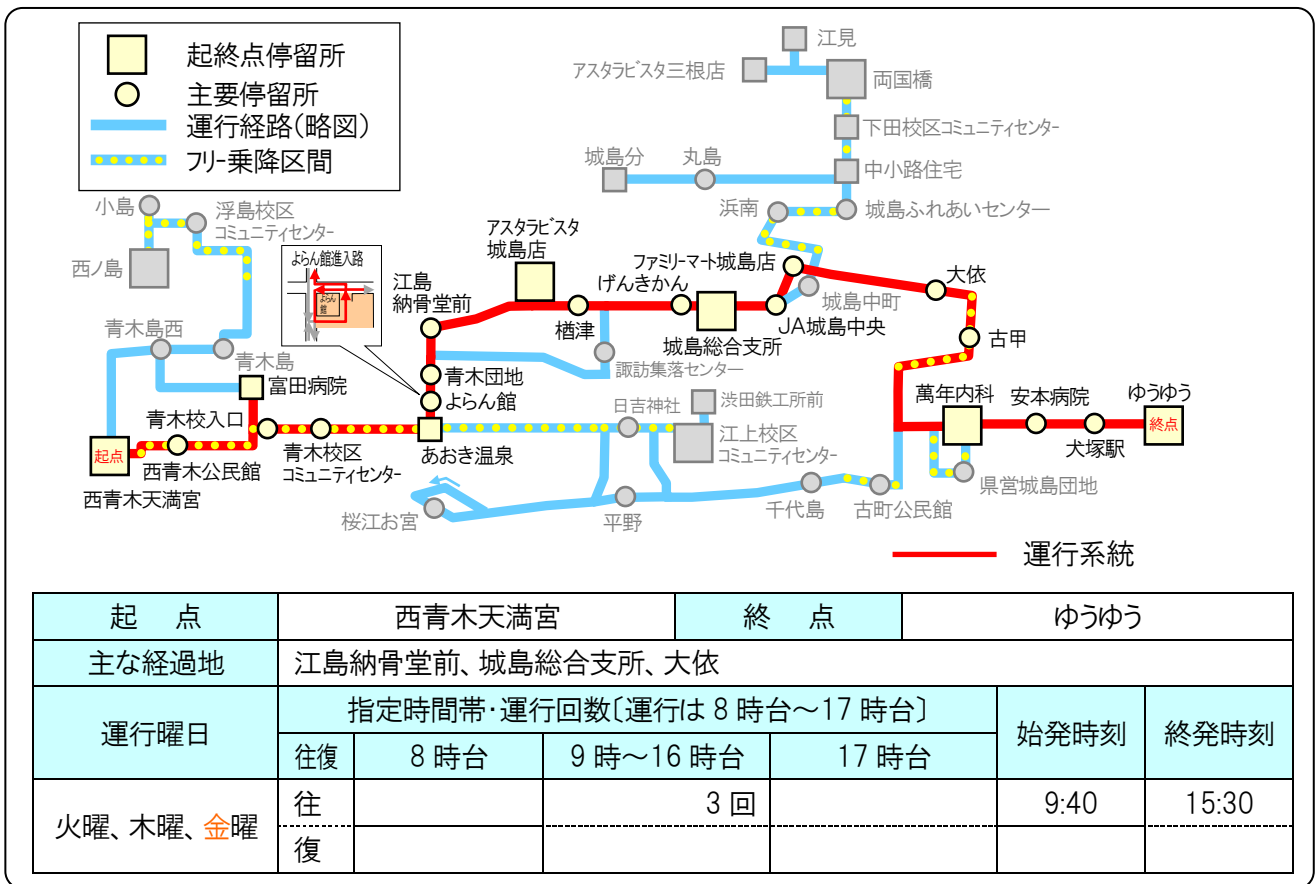 起終点停留所
主要停留所
運行経路(略図)
フリー乗降区間
江見
アスタラビスタ三根店
両国橋
下田校区コミュニティセンター
城島分
丸島
中小路住宅
浜南
城島ふれあいセンター
小島
浮島校区
コミュニティセンター
西ノ島
よらん館進入路
よらん
館
江島
納骨堂前
アスタラビスタ
城島店
ファミリーマート城島店
げんきかん
大依
城島中町
楢津
城島総合支所
JA城島中央
古甲
青木島西
青木島
富田病院
青木団地
よらん館
諏訪集落センター
日吉神社
渋田鉄工所前
萬年内科
安本病院
ゆうゆう
青木校入口
起点
西青木公民館
西青木天満宮
青木校区
コミュニティセンター
あおき温泉
江上校区
コミュニティセンター
終点
犬塚駅
県営城島団地
桜江お宮
平野
千代島
古町公民館
運行系統
起 点 西青木天満宮 終 点 ゆうゆう
主な経過地 江島納骨堂前、城島総合支所、大依
運行曜日 指定時間帯・運行回数〔運行は8時台～17時台〕 始発時刻 終発時刻
往復 8時台 9時～16時台 17時台
火曜、木曜、金曜 往 3回 9:40 15:30
復